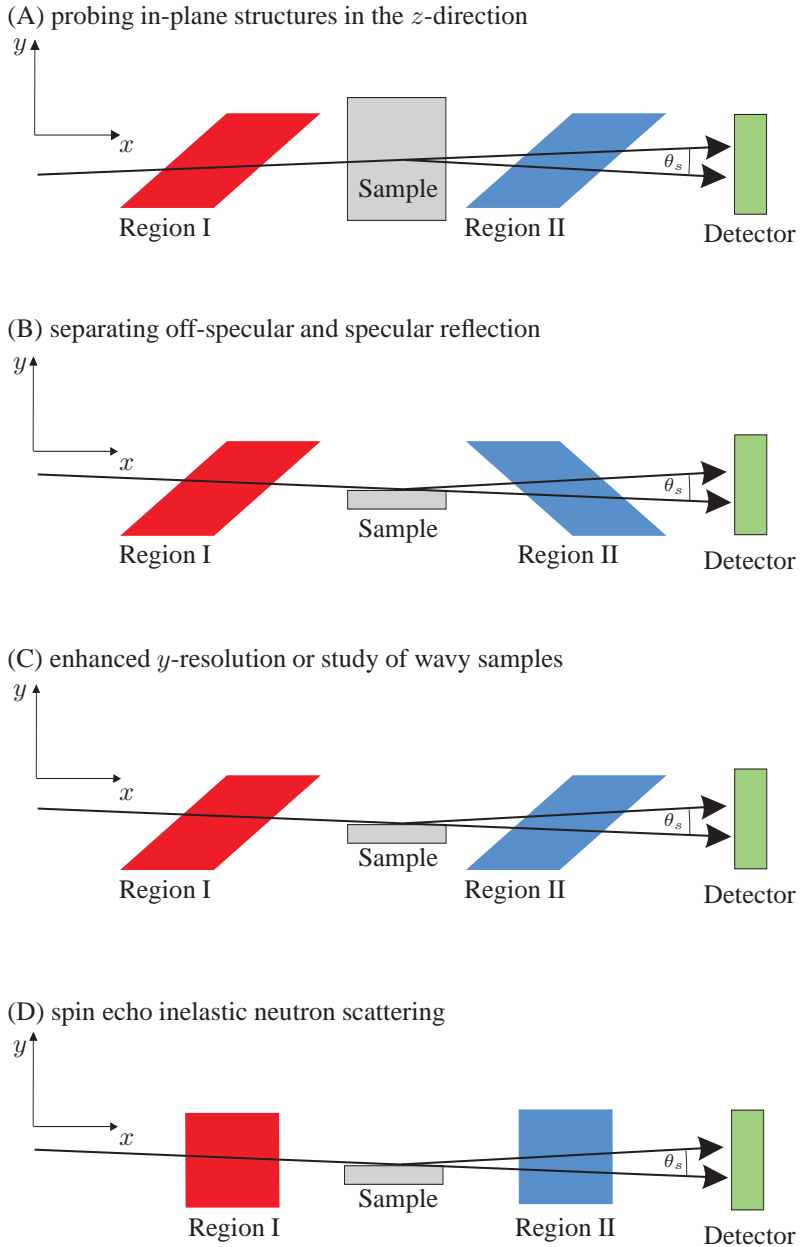 (A) probing in-plane structures in the z-direction
y
x
θs
Sample
Region I
Region II
Detector
(B) separating off-specular and specular reflection
y
x
θs
Sample
Region I
Region II
Detector
(C) enhanced y-resolution or study of wavy samples
y
x
θs
Sample
Region I
Region II
Detector
(D) spin echo inelastic neutron scattering
y
x
θs
Sample
Region I
Region II
Detector